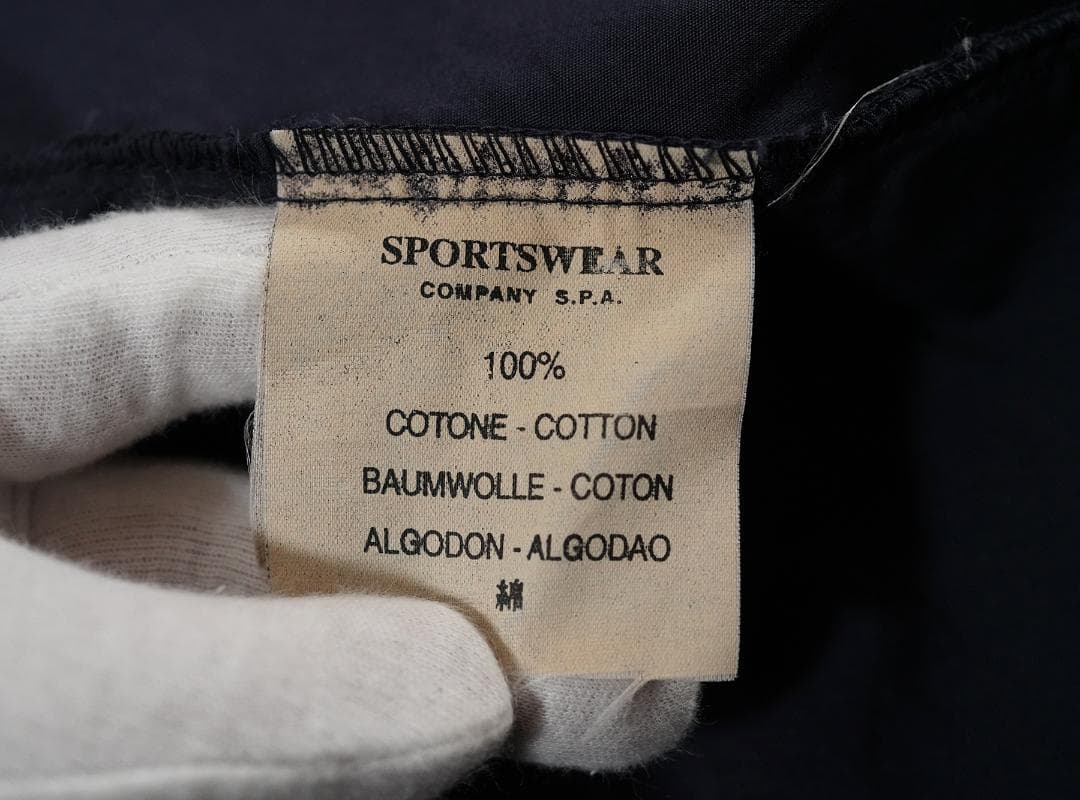 SPORTSWEAR
COMPANY S.P.A.
100%
COTONE - COTTON
BAUMWOLLE - COTON
ALGODON - ALGODAO
綿